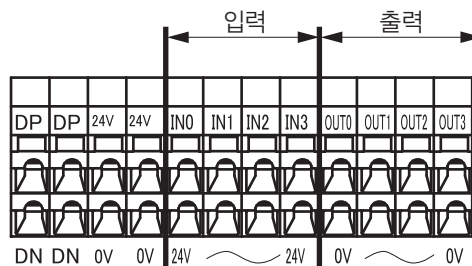 입력 출력
DP DP 24V 24V IN0 IN1 IN2 IN3 OUT0 OUT1 OUT2 OUT3
DN DN 0V 0V 24V 24V 0V 0V